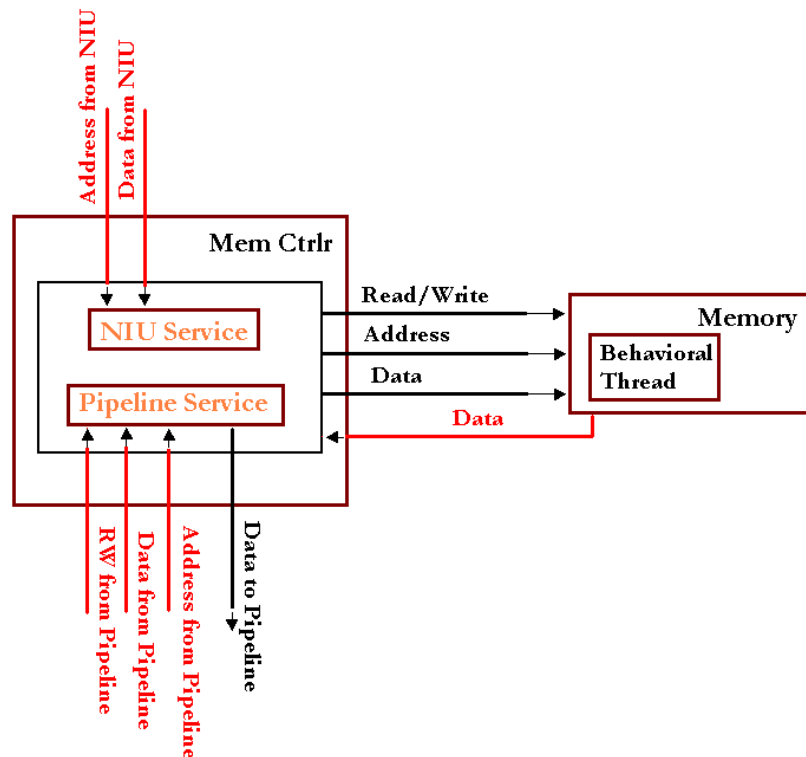 Address from NIU
Data from NIU
Mem Ctrlr
NIU Service
Pipeline Service
Read/Write
Address
Data
Data
Memory
Behavioral
Thread
RW from Pipeline
Data from Pipeline
Address from Pipeline
Data to Pipeline